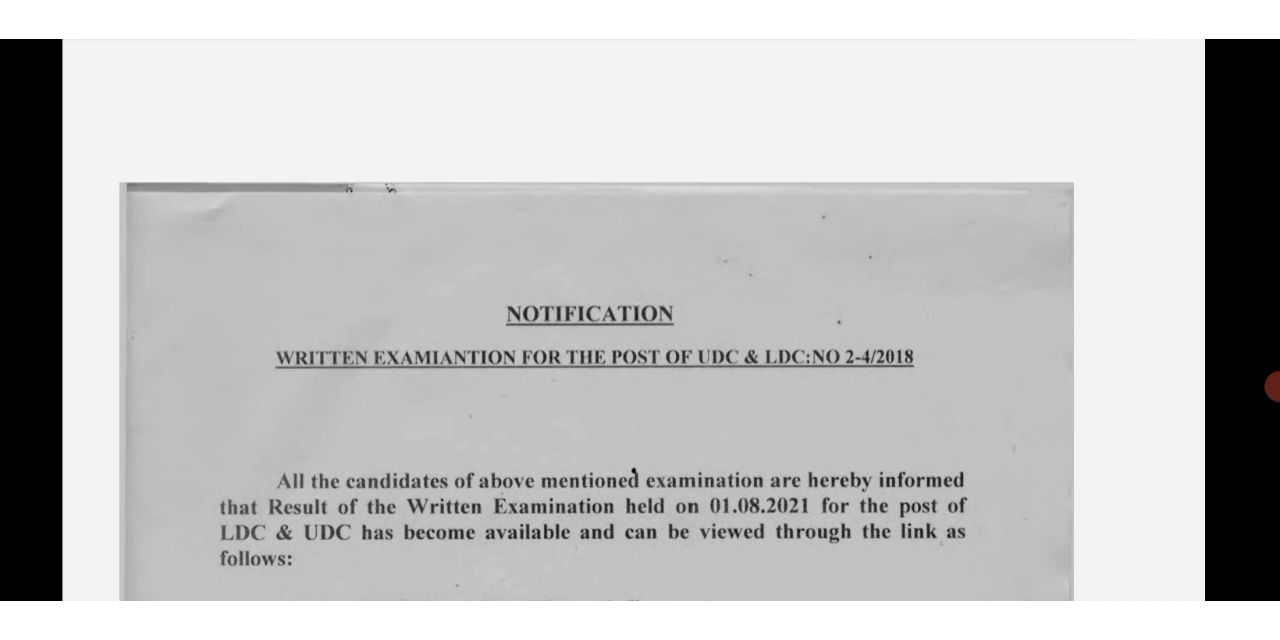 NOTIFICATION
WRITTEN EXAMIANTION FOR THE POST OF UDC & LDC:NO 2-4/2018
All the candidates of above mentioned examination are hereby informed
that Result of the Written Examination held on 01.08.2021 for the post of
LDC & UDC has become available and can be viewed through the link as
follows: